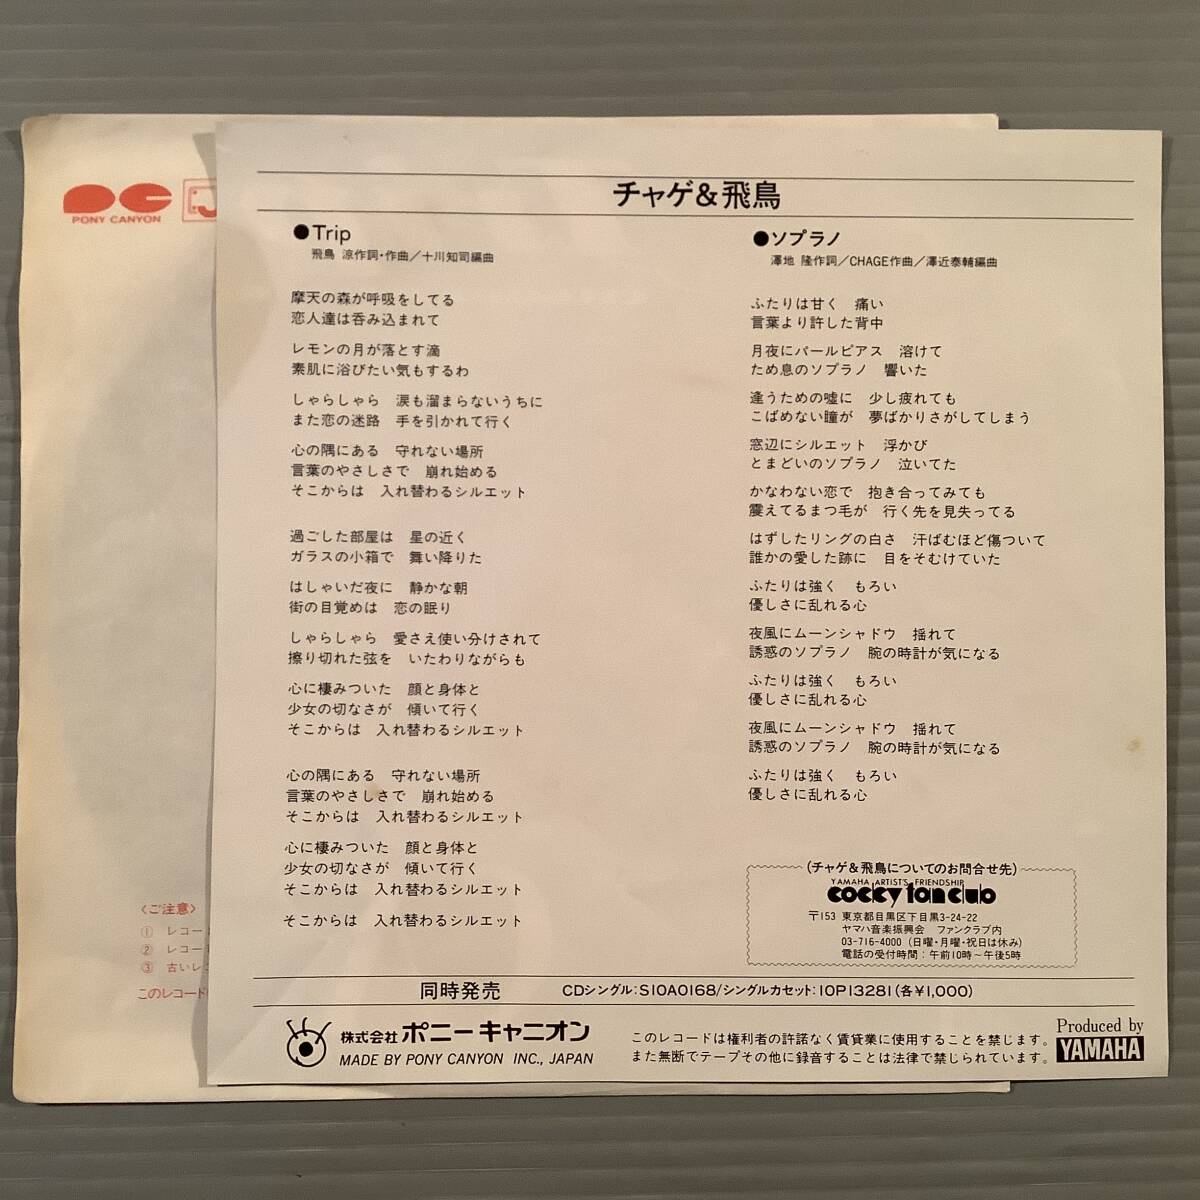 PONY CANYON
チャゲ&飛鳥
●Trip
飛鳥 涼作詞・作曲／十川知司編曲
摩天の森が呼吸をしてる
恋人達は呑み込まれて
レモンの月が落とす滴
素肌に浴びたい気もするわ
しゃらしゃら　涙も溜まらないうちに
また恋の迷路　手を引かれて行く
心の隅にある　守れない場所
言葉のやさしさで　崩れ始める
そこからは　入れ替わるシルエット
過ごした部屋は　星の近く
ガラスの小箱で　舞い降りた
はしゃいだ夜に　静かな朝
街の目覚めは　恋の眠り
しゃらしゃら　愛さえ使い分けされて
擦り切れた弦を　いたわりながらも
心に棲みついた　顔と身体と
少女の切なさが　傾いて行く
そこからは　入れ替わるシルエット
心の隅にある　守れない場所
言葉のやさしさで　崩れ始める
そこからは　入れ替わるシルエット
心に棲みついた　顔と身体と
少女の切なさが　傾いて行く
そこからは　入れ替わるシルエット
そこからは　入れ替わるシルエット
●ソプラノ
澤地 隆作詞／CHAGE作曲／澤近泰輔編曲
ふたりは甘く　痛い
言葉より許した背中
月夜にパールピアス　溶けて
ため息のソプラノ　響いた
逢うための嘘に　少し疲れても
こばめない瞳が　夢ばかりさがしてしまう
窓辺にシルエット　浮かび
とまどいのソプラノ　泣いてた
かなわない恋で　抱き合ってみても
震えてるまつ毛が　行く先を見失ってる
はずしたリングの白さ　汗ばむほど傷ついて
誰かの愛した跡に　目をそむけていた
ふたりは強く　もろい
優しさに乱れる心
夜風にムーンシャドウ　揺れて
誘惑のソプラノ　腕の時計が気になる
ふたりは強く　もろい
優しさに乱れる心
夜風にムーンシャドウ　揺れて
誘惑のソプラノ　腕の時計が気になる
ふたりは強く　もろい
優しさに乱れる心
(チャゲ&飛鳥についてのお問合せ先)
YAMAHA ARTIST'S FRIENDSHIP
cocky fan club
〒153 東京都目黒区下目黒3-24-22
ヤマハ音楽振興会　ファンクラブ内
03-716-4000 (日曜・月曜・祝日は休み)
電話の受付時間：午前10時〜午後5時
〈ご注意〉
① レコー
② レコー
③ 古いレ
このレコード
同時発売　CDシングル：S10A0168/シングルカセット：10P13281(各¥1,000)
株式会社 ポニーキャニオン
MADE BY PONY CANYON INC., JAPAN
このレコードは権利者の許諾なく賃貸業に使用することを禁じます。
また無断でテープその他に録音することは法律で禁じられています。
Produced by
YAMAHA